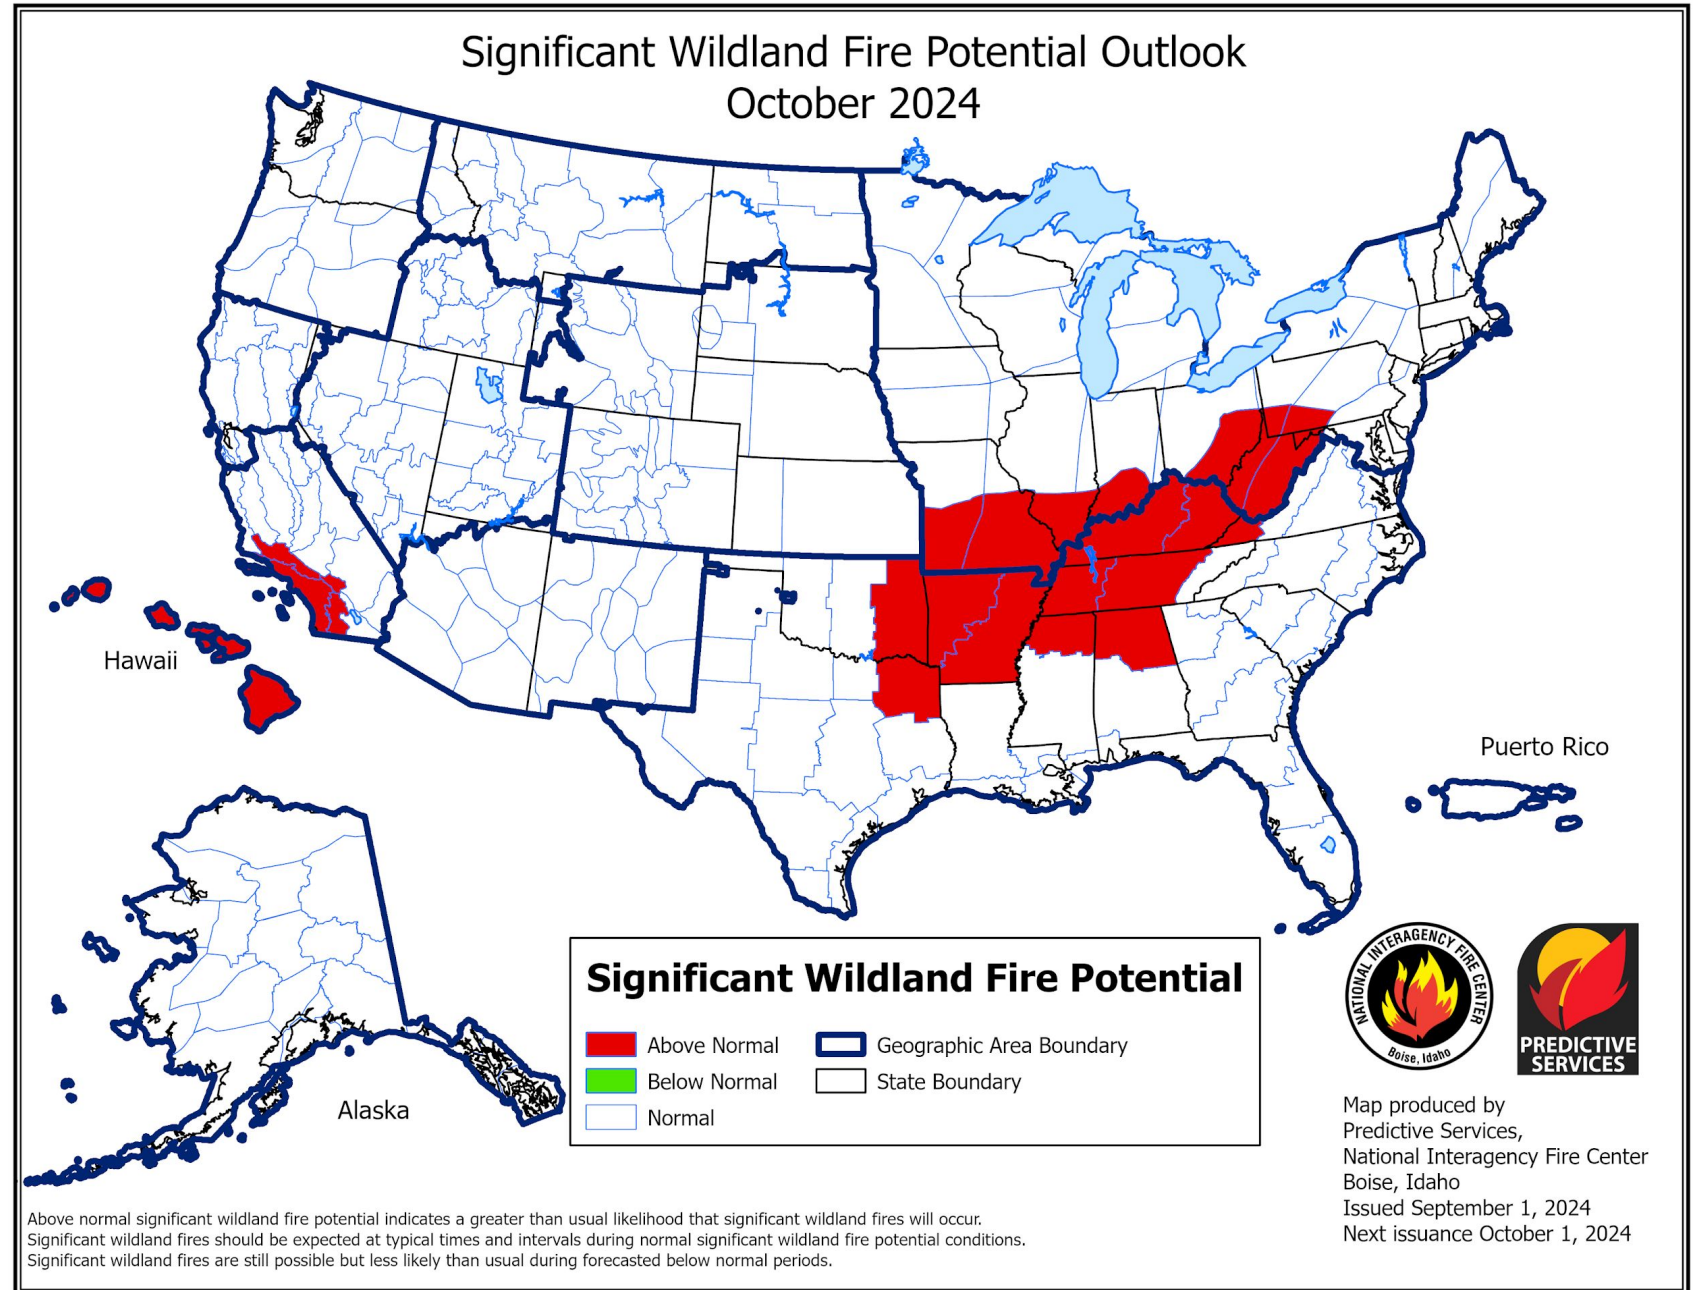 Significant Wildland Fire Potential Outlook
October 2024
Hawaii
Puerto Rico
Alaska
Significant Wildland Fire Potential
Above Normal
Below Normal
Normal
Geographic Area Boundary
State Boundary
NATIONAL INTERAGENCY FIRE CENTER
Boise, Idaho
PREDICTIVE
SERVICES
Map produced by
Predictive Services,
National Interagency Fire Center
Boise, Idaho
Issued September 1, 2024
Next issuance October 1, 2024
Above normal significant wildland fire potential indicates a greater than usual likelihood that significant wildland fires will occur.
Significant wildland fires should be expected at typical times and intervals during normal significant wildland fire potential conditions.
Significant wildland fires are still possible but less likely than usual during forecasted below normal periods.